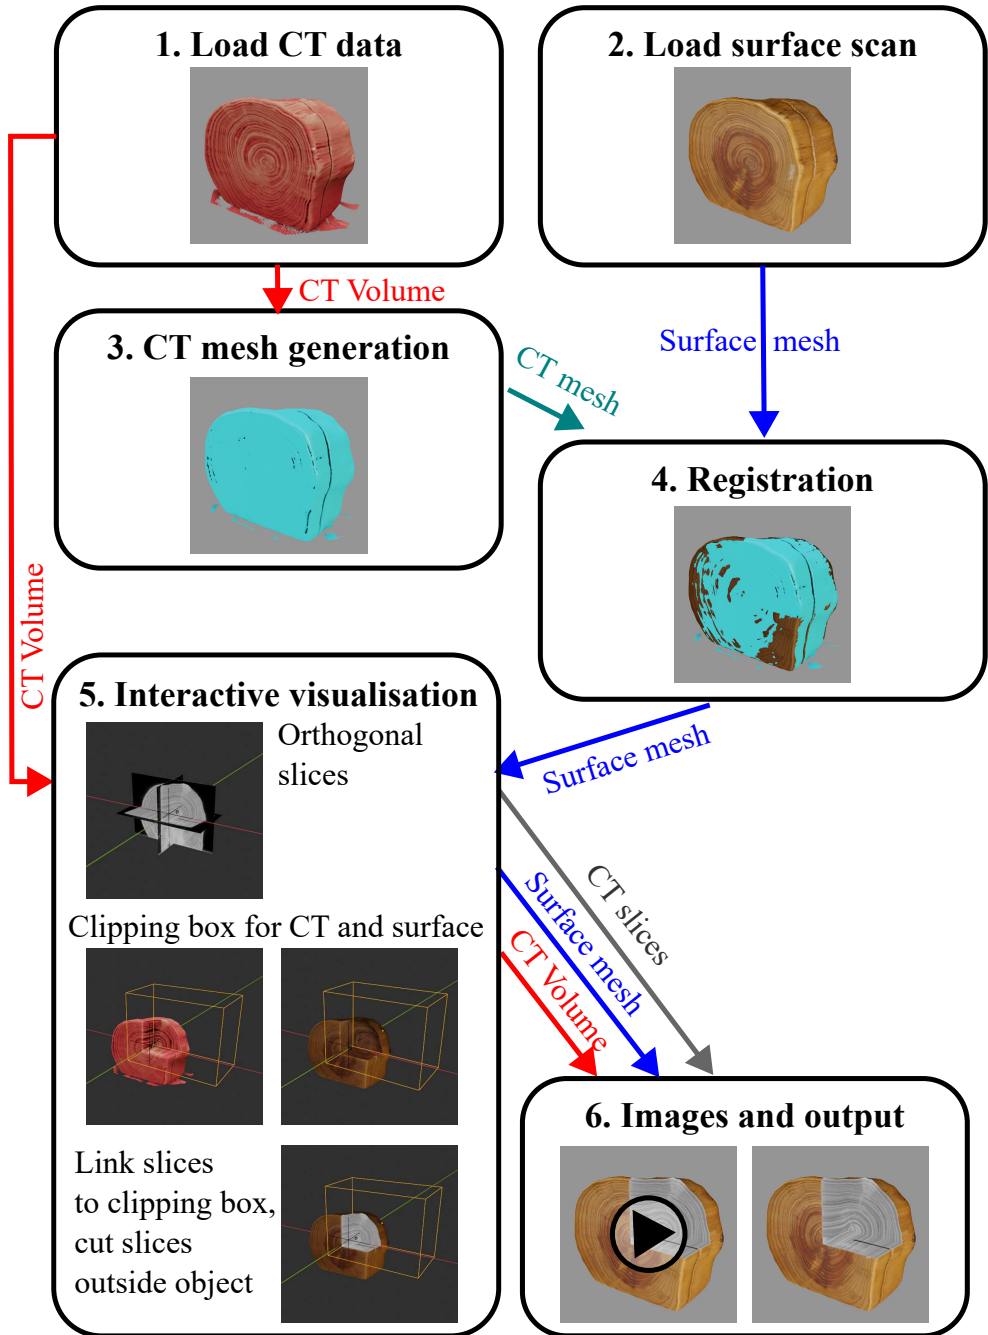 1. Load CT data
2. Load surface scan
CT Volume
Surface mesh
3. CT mesh generation
CT mesh
4. Registration
CT Volume
5. Interactive visualisation
Orthogonal
slices
Surface mesh
Clipping box for CT and surface
CT slices
Surface mesh
CT Volume
Link slices
to clipping box,
cut slices
outside object
6. Images and output